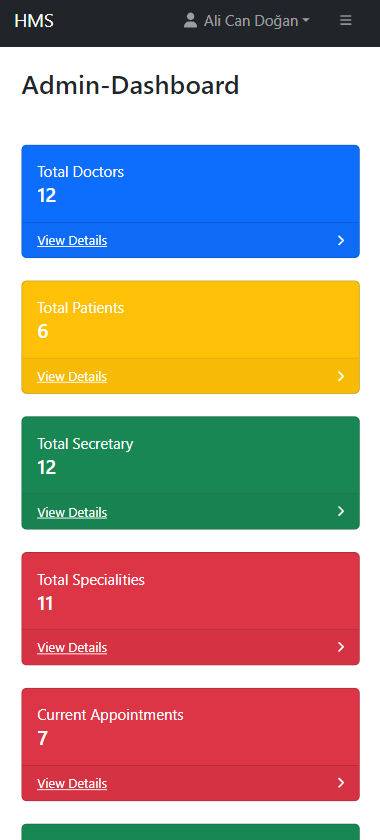 HMS Ali Can Doğan
Admin-Dashboard
Total Doctors
12
View Details
Total Patients
6
View Details
Total Secretary
12
View Details
Total Specialities
11
View Details
Current Appointments
7
View Details